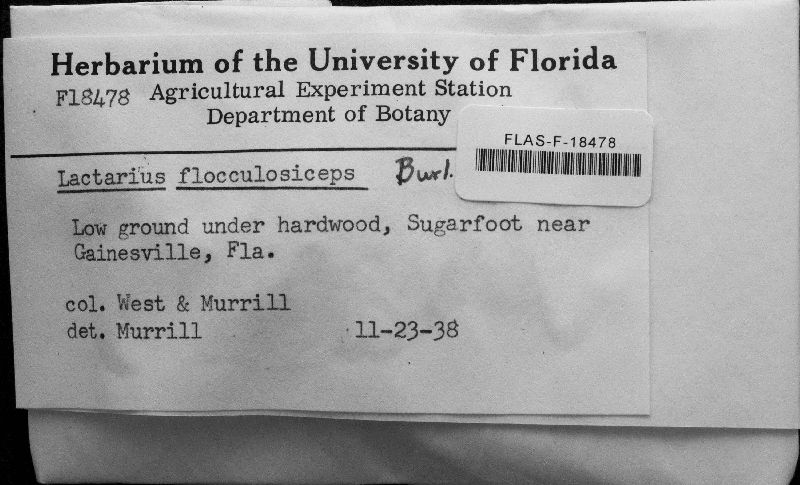 Herbarium of the University of Florida
F18478 Agricultural Experiment Station
Department of Botany
FLAS-F-18478
Lactarius flocculosiceps Burl.
Low ground under hardwood, Sugarfoot near
Gainesville, Fla.
col. West & Murrill
det. Murrill 11-23-38